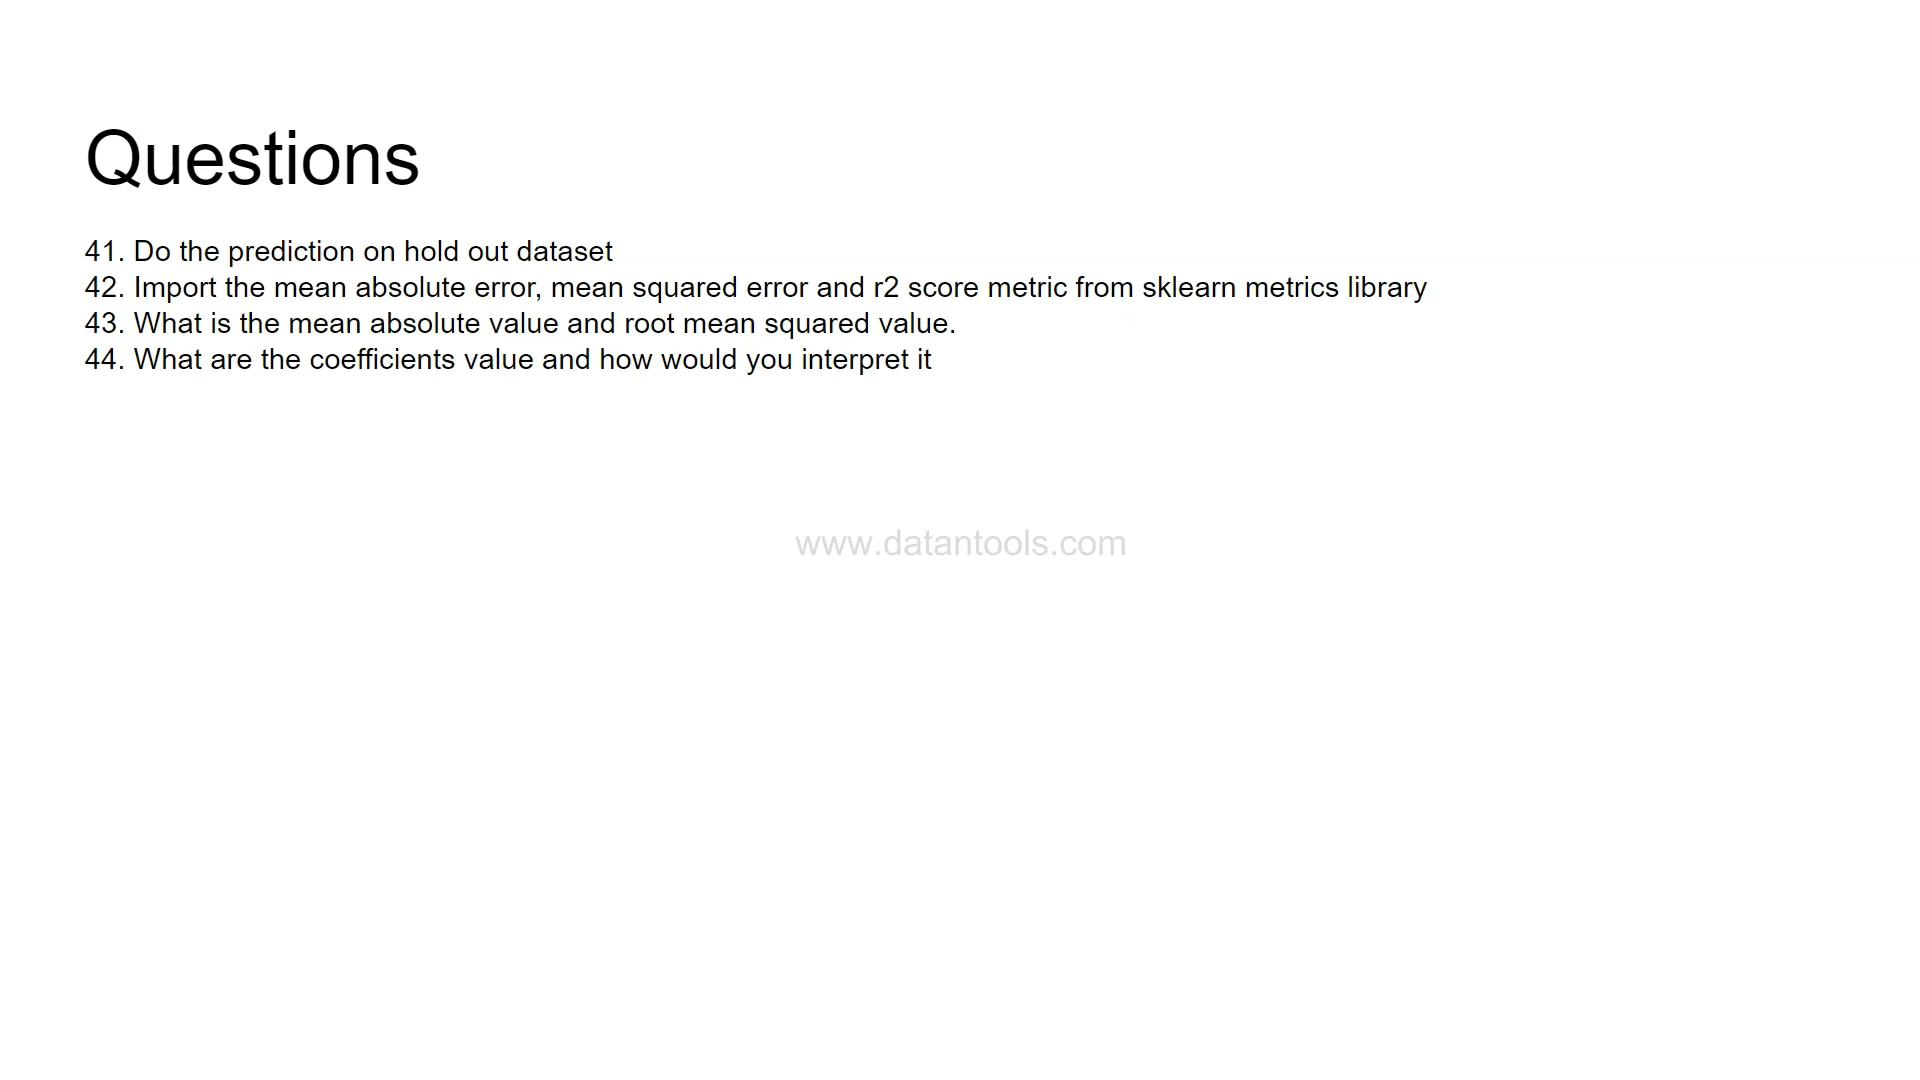 Questions
41. Do the prediction on hold out dataset
42. Import the mean absolute error, mean squared error and r2 score metric from sklearn metrics library
43. What is the mean absolute value and root mean squared value.
44. What are the coefficients value and how would you interpret it
www.datantools.com